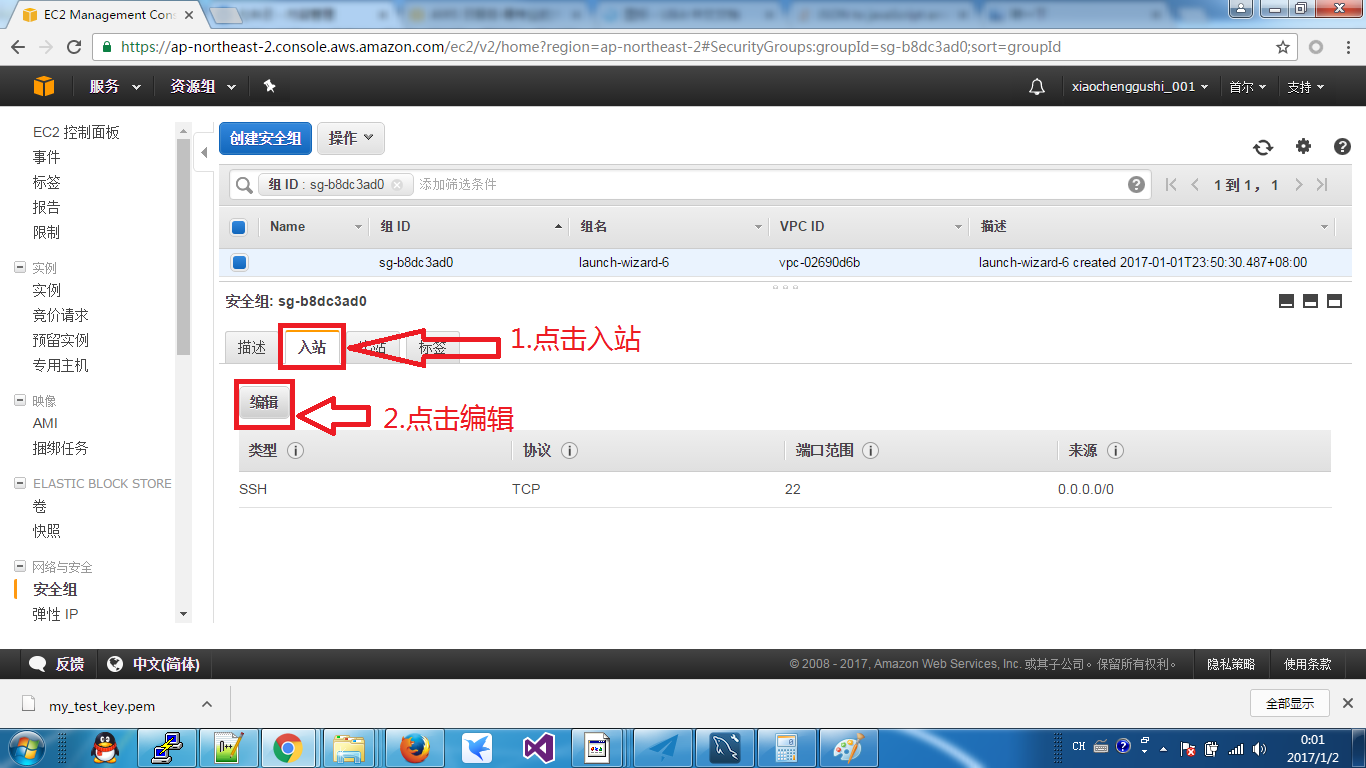 EC2 Management Con
https://ap-northeast-2.console.aws.amazon.com/ec2/v2/home?region=ap-northeast-2#SecurityGroups:groupId=sg-b8dc3ad0;sort=groupId
服务 资源组 xiaochenggushi_001 首尔 支持
EC2 控制面板
事件
标签
报告
限制
实例
实例
竞价请求
预留实例
专用主机
映像
AMI
捆绑任务
ELASTIC BLOCK STORE
卷
快照
网络与安全
安全组
弹性 IP
创建安全组 操作
组 ID : sg-b8dc3ad0 添加筛选条件 1 到 1， 1
Name 组 ID 组名 VPC ID 描述
sg-b8dc3ad0 launch-wizard-6 vpc-02690d6b launch-wizard-6 created 2017-01-01T23:50:30.487+08:00
安全组: sg-b8dc3ad0
描述 入站 标签 1.点击入站
编辑 2.点击编辑
类型 协议 端口范围 来源
SSH TCP 22 0.0.0.0/0
反馈 中文(简体) © 2008 - 2017, Amazon Web Services, Inc. 或其子公司。保留所有权利。 隐私策略 使用条款
my_test_key.pem 全部显示
CH 0:01
2017/1/2